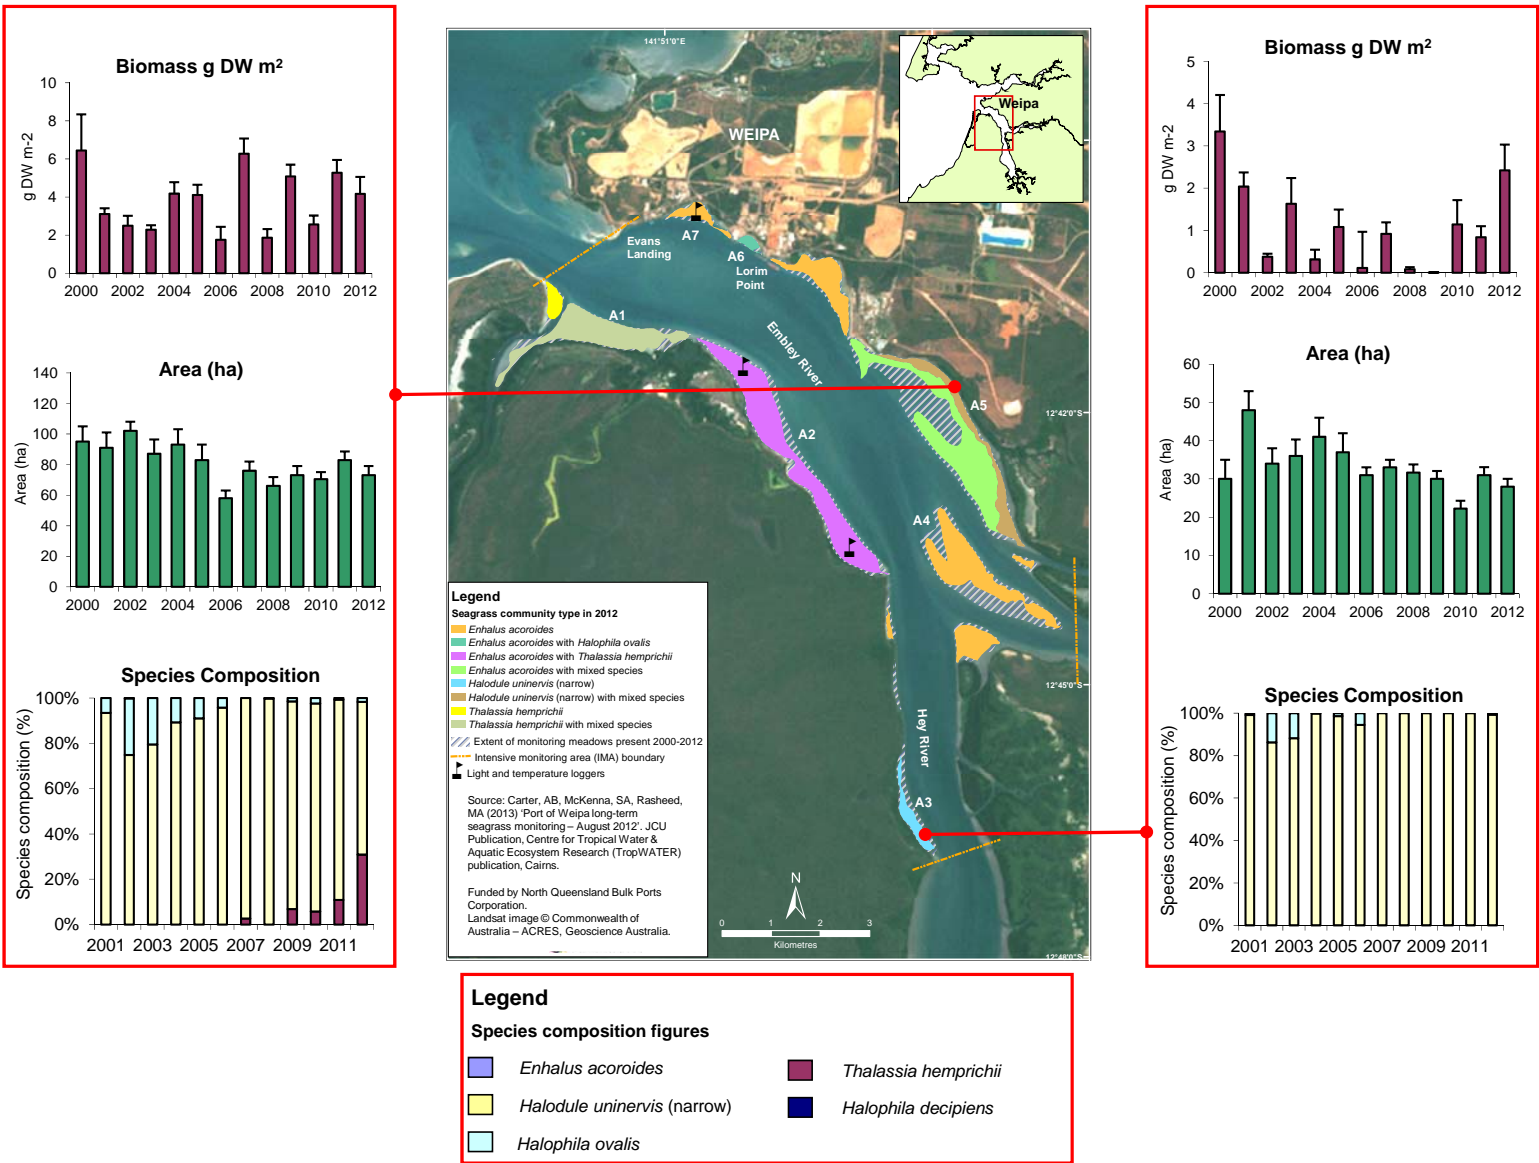 Biomass g DW m2
g DW m-2
10
8
6
4
2
0
2000 2002 2004 2006 2008 2010 2012
Area (ha)
Area (ha)
140
120
100
80
60
40
20
0
2000 2002 2004 2006 2008 2010 2012
Species Composition
Species composition (%)
100%
80%
60%
40%
20%
0%
2001 2003 2005 2007 2009 2011
141°51'0"E
Weipa
WEIPA
Evans
Landing
A7
A6
Lorim
Point
A1
Embley River
A5
12°42'0"S
A2
A4
12°45'0"S
Hey River
A3
12°48'0"S
Legend
Seagrass community type in 2012
Enhalus acoroides
Enhalus acoroides with Halophila ovalis
Enhalus acoroides with Thalassia hemprichii
Enhalus acoroides with mixed species
Halodule uninervis (narrow)
Halodule uninervis (narrow) with mixed species
Thalassia hemprichii
Thalassia hemprichii with mixed species
Extent of monitoring meadows present 2000-2012
Intensive monitoring area (IMA) boundary
Light and temperature loggers
Source: Carter, AB, McKenna, SA, Rasheed,
MA (2013) ‘Port of Weipa long-term
seagrass monitoring – August 2012’. JCU
Publication, Centre for Tropical Water &
Aquatic Ecosystem Research (TropWATER)
publication, Cairns.
Funded by North Queensland Bulk Ports
Corporation.
Landsat image © Commonwealth of
Australia – ACRES, Geoscience Australia.
N
0 1 2 3
Kilometres
Biomass g DW m2
g DW m-2
5
4
3
2
1
0
2000 2002 2004 2006 2008 2010 2012
Area (ha)
Area (ha)
60
50
40
30
20
10
0
2000 2002 2004 2006 2008 2010 2012
Species Composition
Species composition (%)
100%
80%
60%
40%
20%
0%
2001 2003 2005 2007 2009 2011
Legend
Species composition figures
Enhalus acoroides
Halodule uninervis (narrow)
Halophila ovalis
Thalassia hemprichii
Halophila decipiens